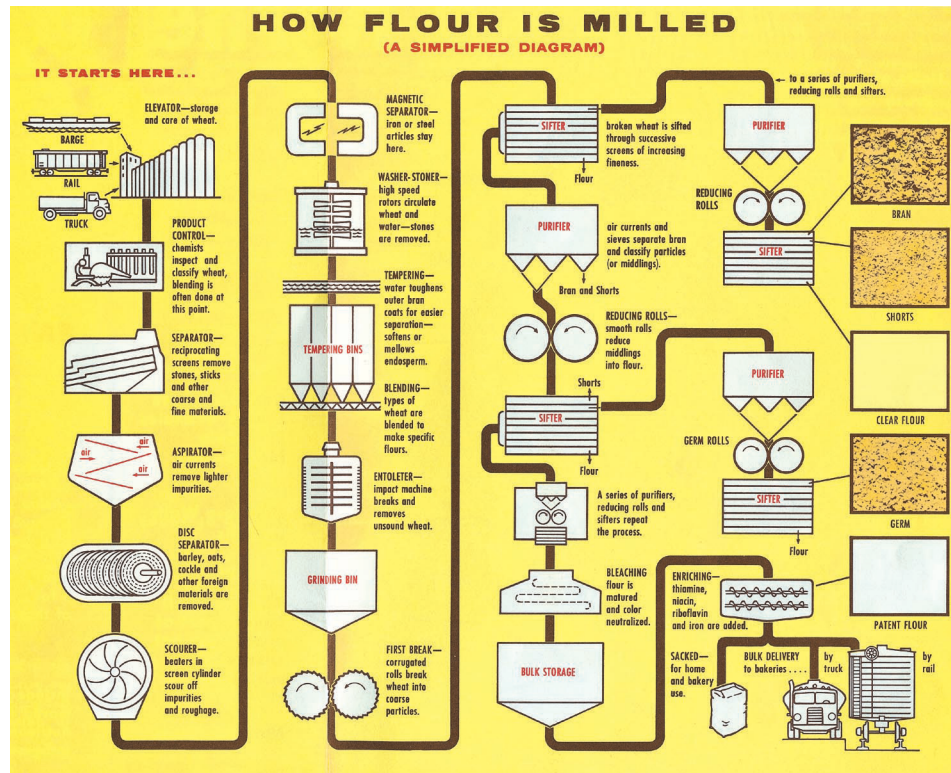 HOW FLOUR IS MILLED
(A SIMPLIFIED DIAGRAM)
IT STARTS HERE...
ELEVATOR—storage
and care of wheat.
BARGE
RAIL
TRUCK
PRODUCT
CONTROL—
chemists
inspect and
classify wheat,
blending is
often done at
this point.
SEPARATOR—
reciprocating
screens remove
stones, sticks
and other
coarse and
fine materials.
air
air
air
ASPIRATOR—
air currents
remove lighter
impurities.
DISC
SEPARATOR—
barley, oats,
cockle and
other foreign
materials are
removed.
SCOURER—
beaters in
screen cylinder
scour off
impurities
and roughage.
MAGNETIC
SEPARATOR—
iron or steel
articles stay
here.
WASHER-STONER—
high speed
rotors circulate
wheat and
water—stones
are removed.
TEMPERING—
water toughens
outer bran
coats for easier
separation—
softens or
mellows
endosperm.
TEMPERING BINS
BLENDING—
types of
wheat are
blended to
make specific
flours.
ENTOLETER—
impact machine
breaks and
removes
unsound wheat.
GRINDING BIN
FIRST BREAK—
corrugated
rolls break
wheat into
coarse
particles.
SIFTER
broken wheat is sifted
through successive
screens of increasing
fineness.
Flour
PURIFIER
air currents and
sieves separate bran
and classify particles
(or middlings).
Bran and Shorts
REDUCING ROLLS—
smooth rolls
reduce
middlings
into flour.
Shorts
SIFTER
Flour
A series of purifiers,
reducing rolls and
sifters repeat
the process.
BLEACHING
flour is
matured and
color
neutralized.
BULK STORAGE
to a series of purifiers,
reducing rolls and sifters.
PURIFIER
REDUCING
ROLLS
SIFTER
BRAN
SHORTS
CLEAR FLOUR
PURIFIER
GERM ROLLS
SIFTER
Flour
GERM
PATENT FLOUR
ENRICHING—
thiamine,
niacin,
riboflavin
and iron are added.
SACKED—
for home
and bakery
use.
BULK DELIVERY
to bakeries....
by
truck
by
rail